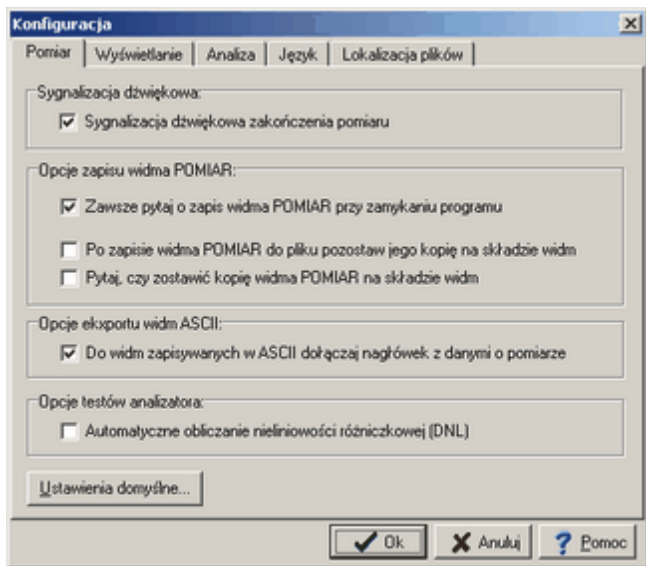 Konfiguracja
Pomiar Wyświetlanie Analiza Język Lokalizacja plików
Sygnalizacja dźwiękowa:
Sygnalizacja dźwiękowa zakończenia pomiaru
Opcje zapisu widma POMIAR:
Zawsze pytaj o zapis widma POMIAR przy zamykaniu programu
Po zapisie widma POMIAR do pliku pozostaw jego kopię na składzie widm
Pytaj, czy zostawić kopię widma POMIAR na składzie widm
Opcje eksportu widm ASCII:
Do widm zapisywanych w ASCII dołączaj nagłówek z danymi o pomiarze
Opcje testów analizatora:
Automatyczne obliczanie nieliniowości różniczkowej (DNL)
Ustawienia domyślne...
Ok Anuluj Pomoc